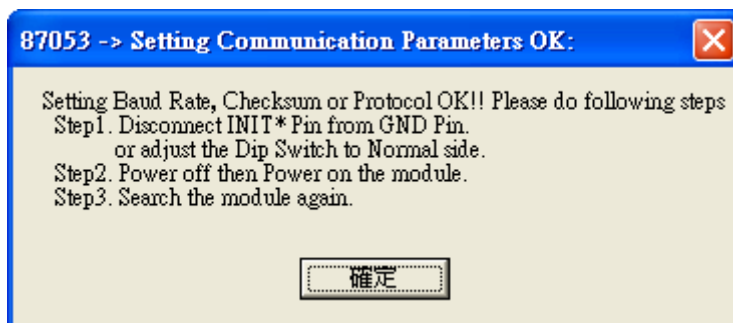 87053 -> Setting Communication Parameters OK:
Setting Baud Rate, Checksum or Protocol OK!! Please do following steps
Step1. Disconnect INIT* Pin from GND Pin.
or adjust the Dip Switch to Normal side.
Step2. Power off then Power on the module.
Step3. Search the module again.
確定